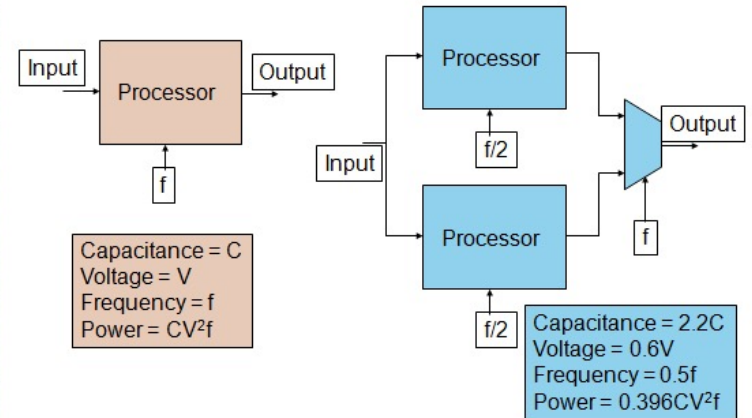 Input
Processor
Output
f
Capacitance = C
Voltage = V
Frequency = f
Power = CV²f
Input
Processor
f/2
Processor
f/2
Output
f
Capacitance = 2.2C
Voltage = 0.6V
Frequency = 0.5f
Power = 0.396CV²f